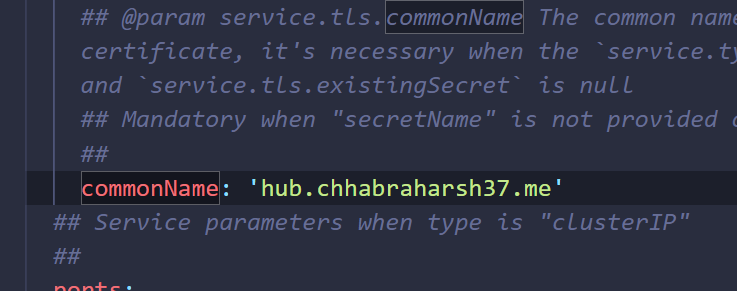 ## @param service.tls.commonName The common name
certificate, it's necessary when the `service.ty
and `service.tls.existingSecret` is null
## Mandatory when "secretName" is not provided
##
commonName: 'hub.chhabraharsh37.me'
## Service parameters when type is "clusterIP"
##
ports: